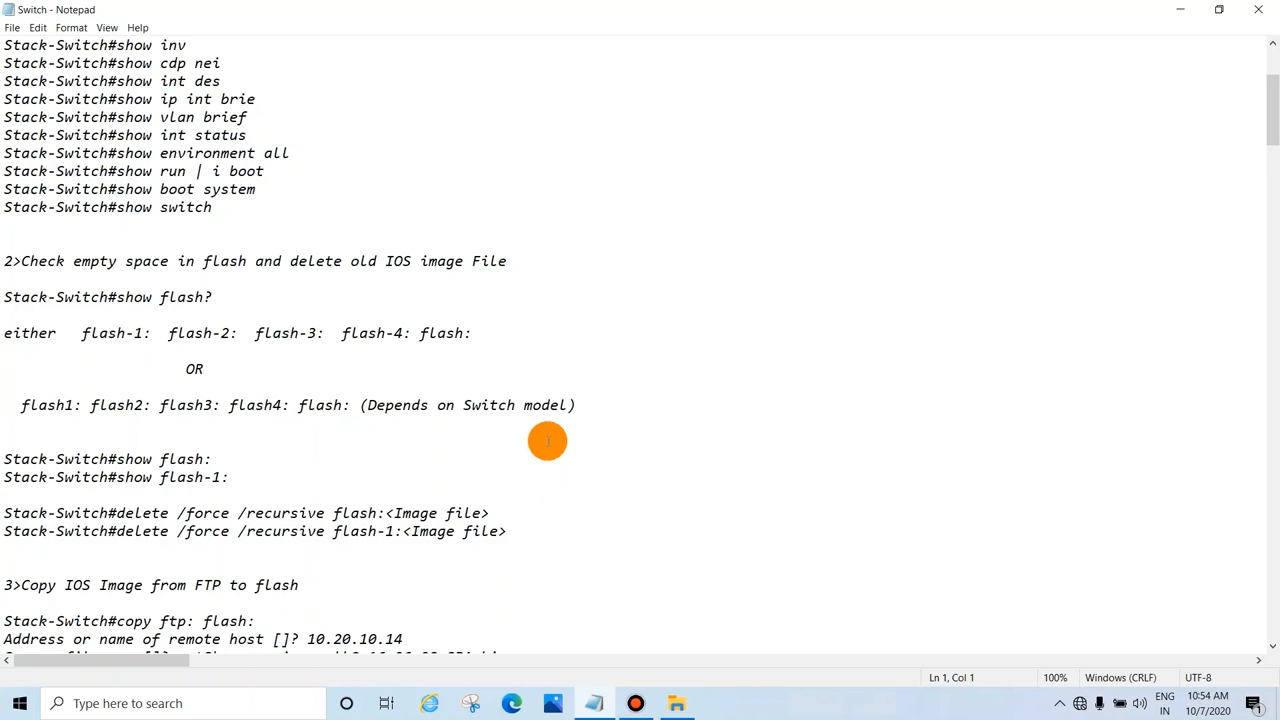 Switch - Notepad
File Edit Format View Help
Stack-Switch#show inv
Stack-Switch#show cdp nei
Stack-Switch#show int des
Stack-Switch#show ip int brie
Stack-Switch#show vlan brief
Stack-Switch#show int status
Stack-Switch#show environment all
Stack-Switch#show run | i boot
Stack-Switch#show boot system
Stack-Switch#show switch
2>Check empty space in flash and delete old IOS image File
Stack-Switch#show flash?
either flash-1: flash-2: flash-3: flash-4: flash:
OR
flash1: flash2: flash3: flash4: flash: (Depends on Switch model)
Stack-Switch#show flash:
Stack-Switch#show flash-1:
Stack-Switch#delete /force /recursive flash:<Image file>
Stack-Switch#delete /force /recursive flash-1:<Image file>
3>Copy IOS Image from FTP to flash
Stack-Switch#copy ftp: flash:
Address or name of remote host []? 10.20.10.14
Ln 1, Col 1 100% Windows (CRLF) UTF-8
Type here to search
ENG
IN
10:54 AM
10/7/2020
1